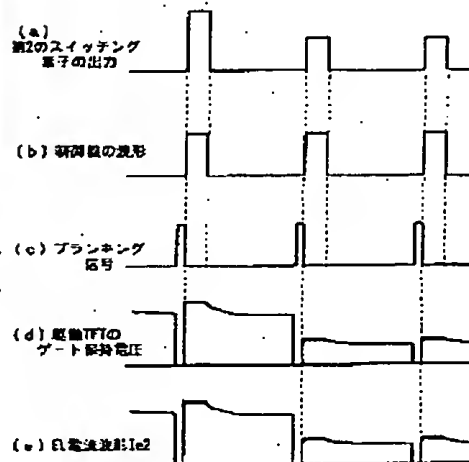 (a)
第2のスイッチング
素子の出力
(b) 制御線の波形
(c) ブランキング
信号
(d) 駆動TFTの
ゲート保持電圧
(e) EL電流波形Ie2